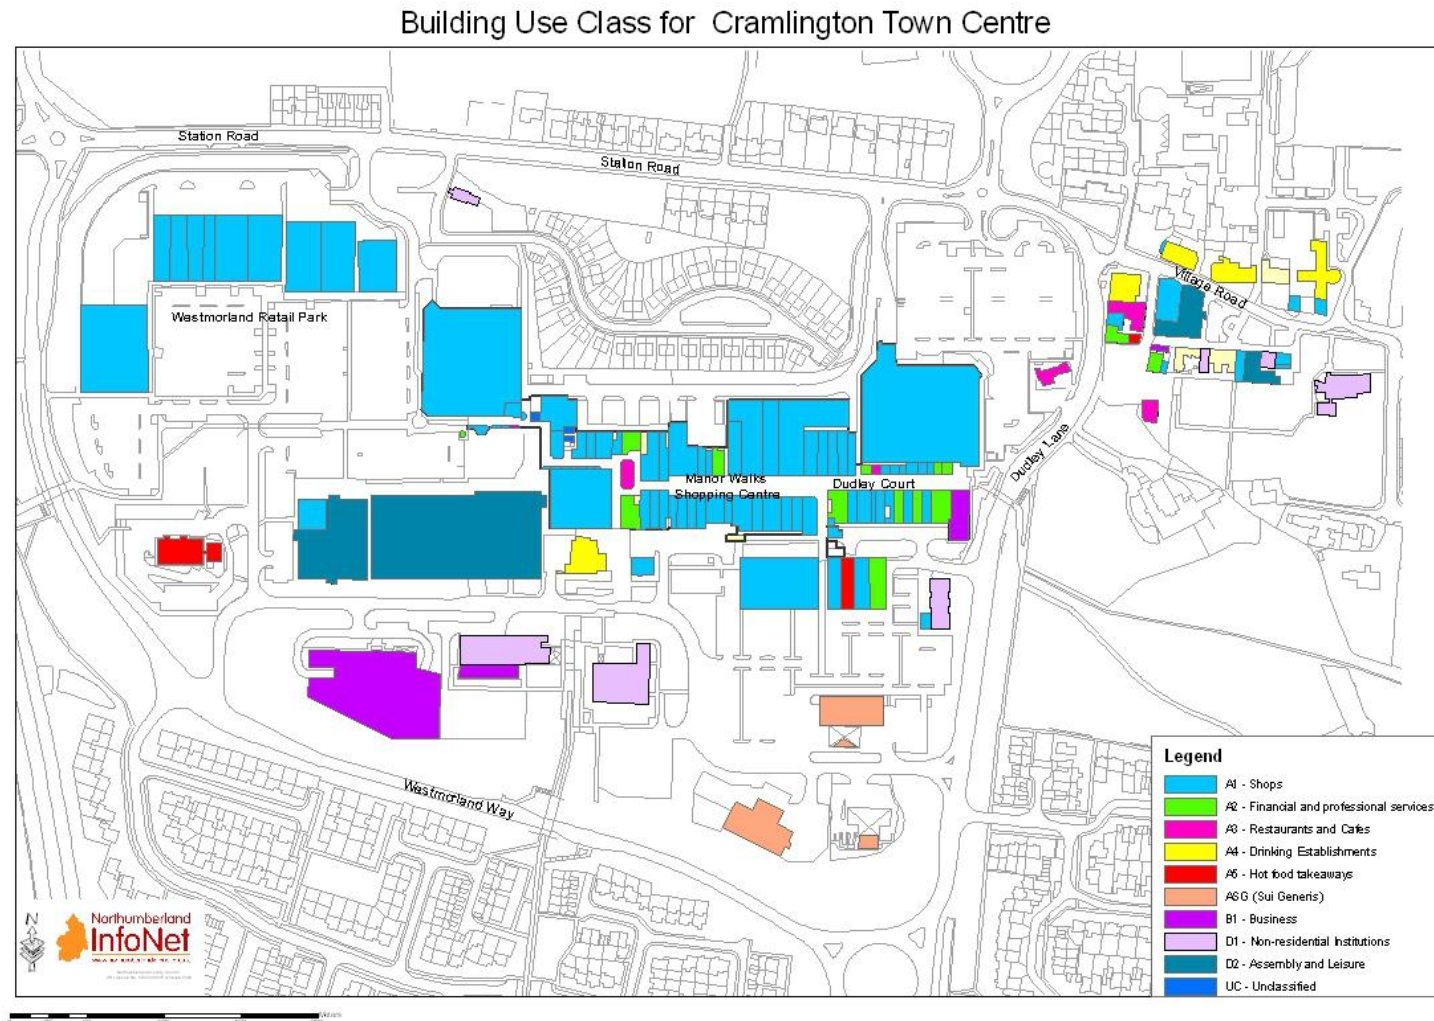 Building Use Class for Cramlington Town Centre
Station Road
Station Road
Village Road
Westmorland Retail Park
Dudley Lane
Manor Walks
Shopping Centre
Dudley Court
Westmorland Way
Legend
A1 - Shops
A2 - Financial and professional services
A3 - Restaurants and Cafes
A4 - Drinking Establishments
A5 - Hot food takeaways
ASG (Sui Generis)
B1 - Business
D1 - Non-residential Institutions
D2 - Assembly and Leisure
UC - Unclassified
N
Northumberland
InfoNet